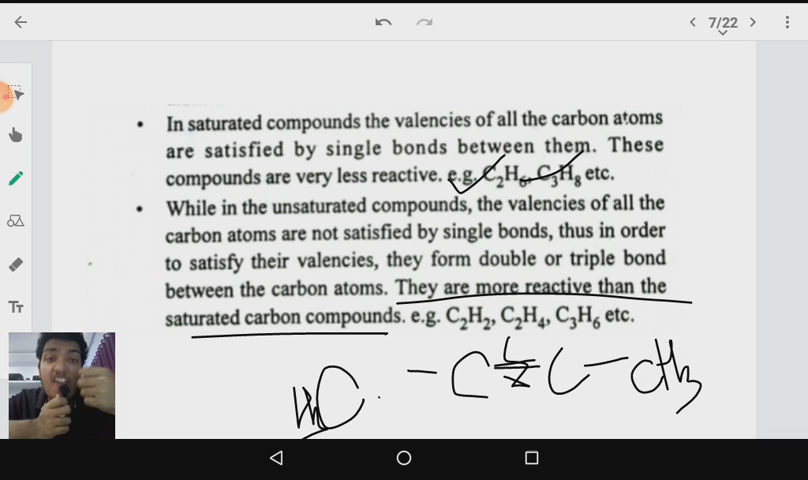 7/22
• In saturated compounds the valencies of all the carbon atoms
are satisfied by single bonds between them. These
compounds are very less reactive. e.g. C₂H₆, C₃H₈ etc.
• While in the unsaturated compounds, the valencies of all the
carbon atoms are not satisfied by single bonds, thus in order
to satisfy their valencies, they form double or triple bond
between the carbon atoms. They are more reactive than the
saturated carbon compounds. e.g. C₂H₂, C₂H₄, C₃H₆ etc.
Tт
C C CH₃